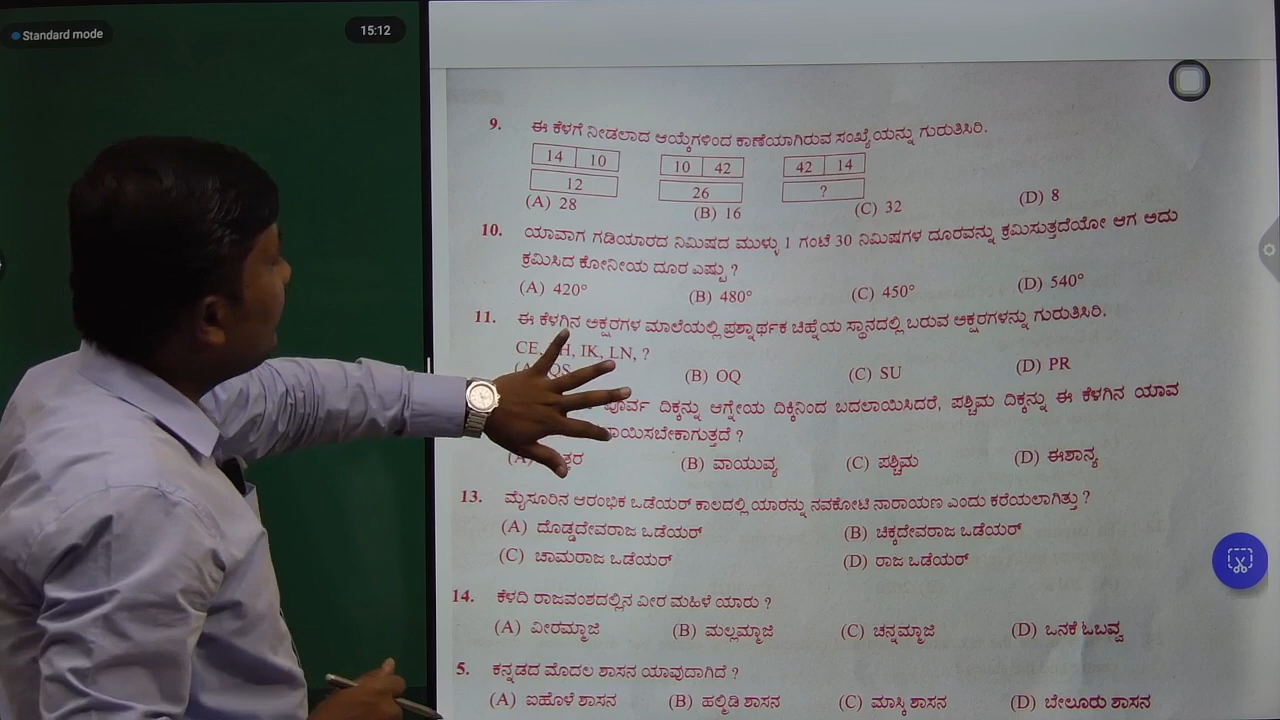 Standard mode
15:12
9. ಈ ಕೆಳಗೆ ನೀಡಲಾದ ಆಯ್ಕೆಗಳಿಂದ ಕಾಣೆಯಾಗಿರುವ ಸಂಖ್ಯೆಯನ್ನು ಗುರುತಿಸಿರಿ.
14 10 10 42 42 14
12 26 ?
(A) 28 (B) 16 (C) 32 (D) 8
10. ಯಾವಾಗ ಗಡಿಯಾರದ ನಿಮಿಷದ ಮುಳ್ಳು 1 ಗಂಟೆ 30 ನಿಮಿಷಗಳ ದೂರವನ್ನು ಕ್ರಮಿಸುತ್ತದೆಯೋ ಆಗ ಅದು
ಕ್ರಮಿಸಿದ ಕೋನೀಯ ದೂರ ಎಷ್ಟು ?
(A) 420° (B) 480° (C) 450° (D) 540°
11. ಈ ಕೆಳಗಿನ ಅಕ್ಷರಗಳ ಮಾಲೆಯಲ್ಲಿ ಪ್ರಶ್ನಾರ್ಥಕ ಚಿಹ್ನೆಯ ಸ್ಥಾನದಲ್ಲಿ ಬರುವ ಅಕ್ಷರಗಳನ್ನು ಗುರುತಿಸಿರಿ.
CE, IK, LN, ?
QS (B) OQ (C) SU (D) PR
ಪೂರ್ವ ದಿಕ್ಕನ್ನು ಆಗ್ನೇಯ ದಿಕ್ಕಿನಿಂದ ಬದಲಾಯಿಸಿದರೆ, ಪಶ್ಚಿಮ ದಿಕ್ಕನ್ನು ಈ ಕೆಳಗಿನ ಯಾವ
?
(B) ವಾಯುವ್ಯ (C) ಪಶ್ಚಿಮ (D) ಈಶಾನ್ಯ
13. ಮೈಸೂರಿನ ಆರಂಭಿಕ ಒಡೆಯರ್ ಕಾಲದಲ್ಲಿ ಯಾರನ್ನು ನವಕೋಟಿ ನಾರಾಯಣ ಎಂದು ಕರೆಯಲಾಗಿತ್ತು ?
(A) ದೊಡ್ಡದೇವರಾಜ ಒಡೆಯರ್ (B) ಚಿಕ್ಕದೇವರಾಜ ಒಡೆಯರ್
(C) ಚಾಮರಾಜ ಒಡೆಯರ್ (D) ರಾಜ ಒಡೆಯರ್
14. ಕೆಳದಿ ರಾಜವಂಶದಲ್ಲಿನ ವೀರ ಮಹಿಳೆ ಯಾರು ?
(A) ವೀರಮ್ಮಾಜಿ (B) ಮಲ್ಲಮ್ಮಾಜಿ (C) ಚನ್ನಮ್ಮಾಜಿ (D) ಒನಕೆ ಓಬವ್ವ
5. ಕನ್ನಡದ ಮೊದಲ ಶಾಸನ ಯಾವುದಾಗಿದೆ ?
(A) ಐಹೊಳೆ ಶಾಸನ (B) ಹಲ್ಮಿಡಿ ಶಾಸನ (C) ಮಾಸ್ಕಿ ಶಾಸನ (D) ಬೇಲೂರು ಶಾಸನ